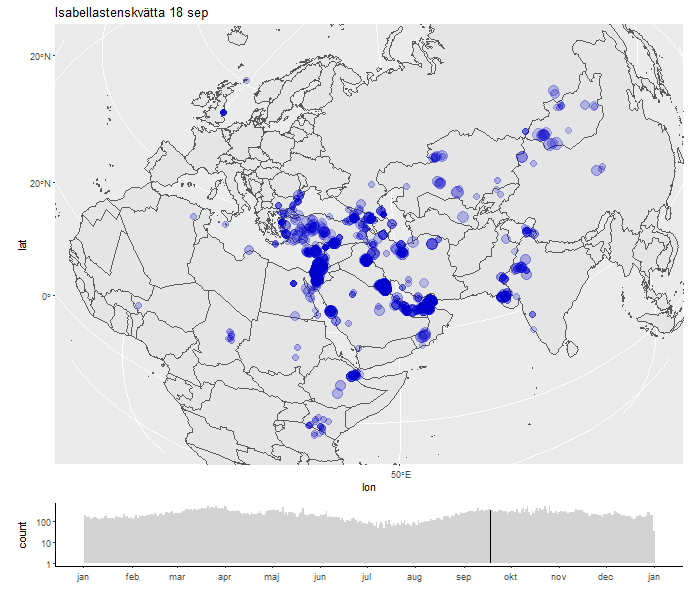 Isabellastenskvätta 18 sep
20°N
20°N
0°
lat
50°E
lon
count
100
10
1
jan feb mar apr maj jun jul aug sep okt nov dec jan